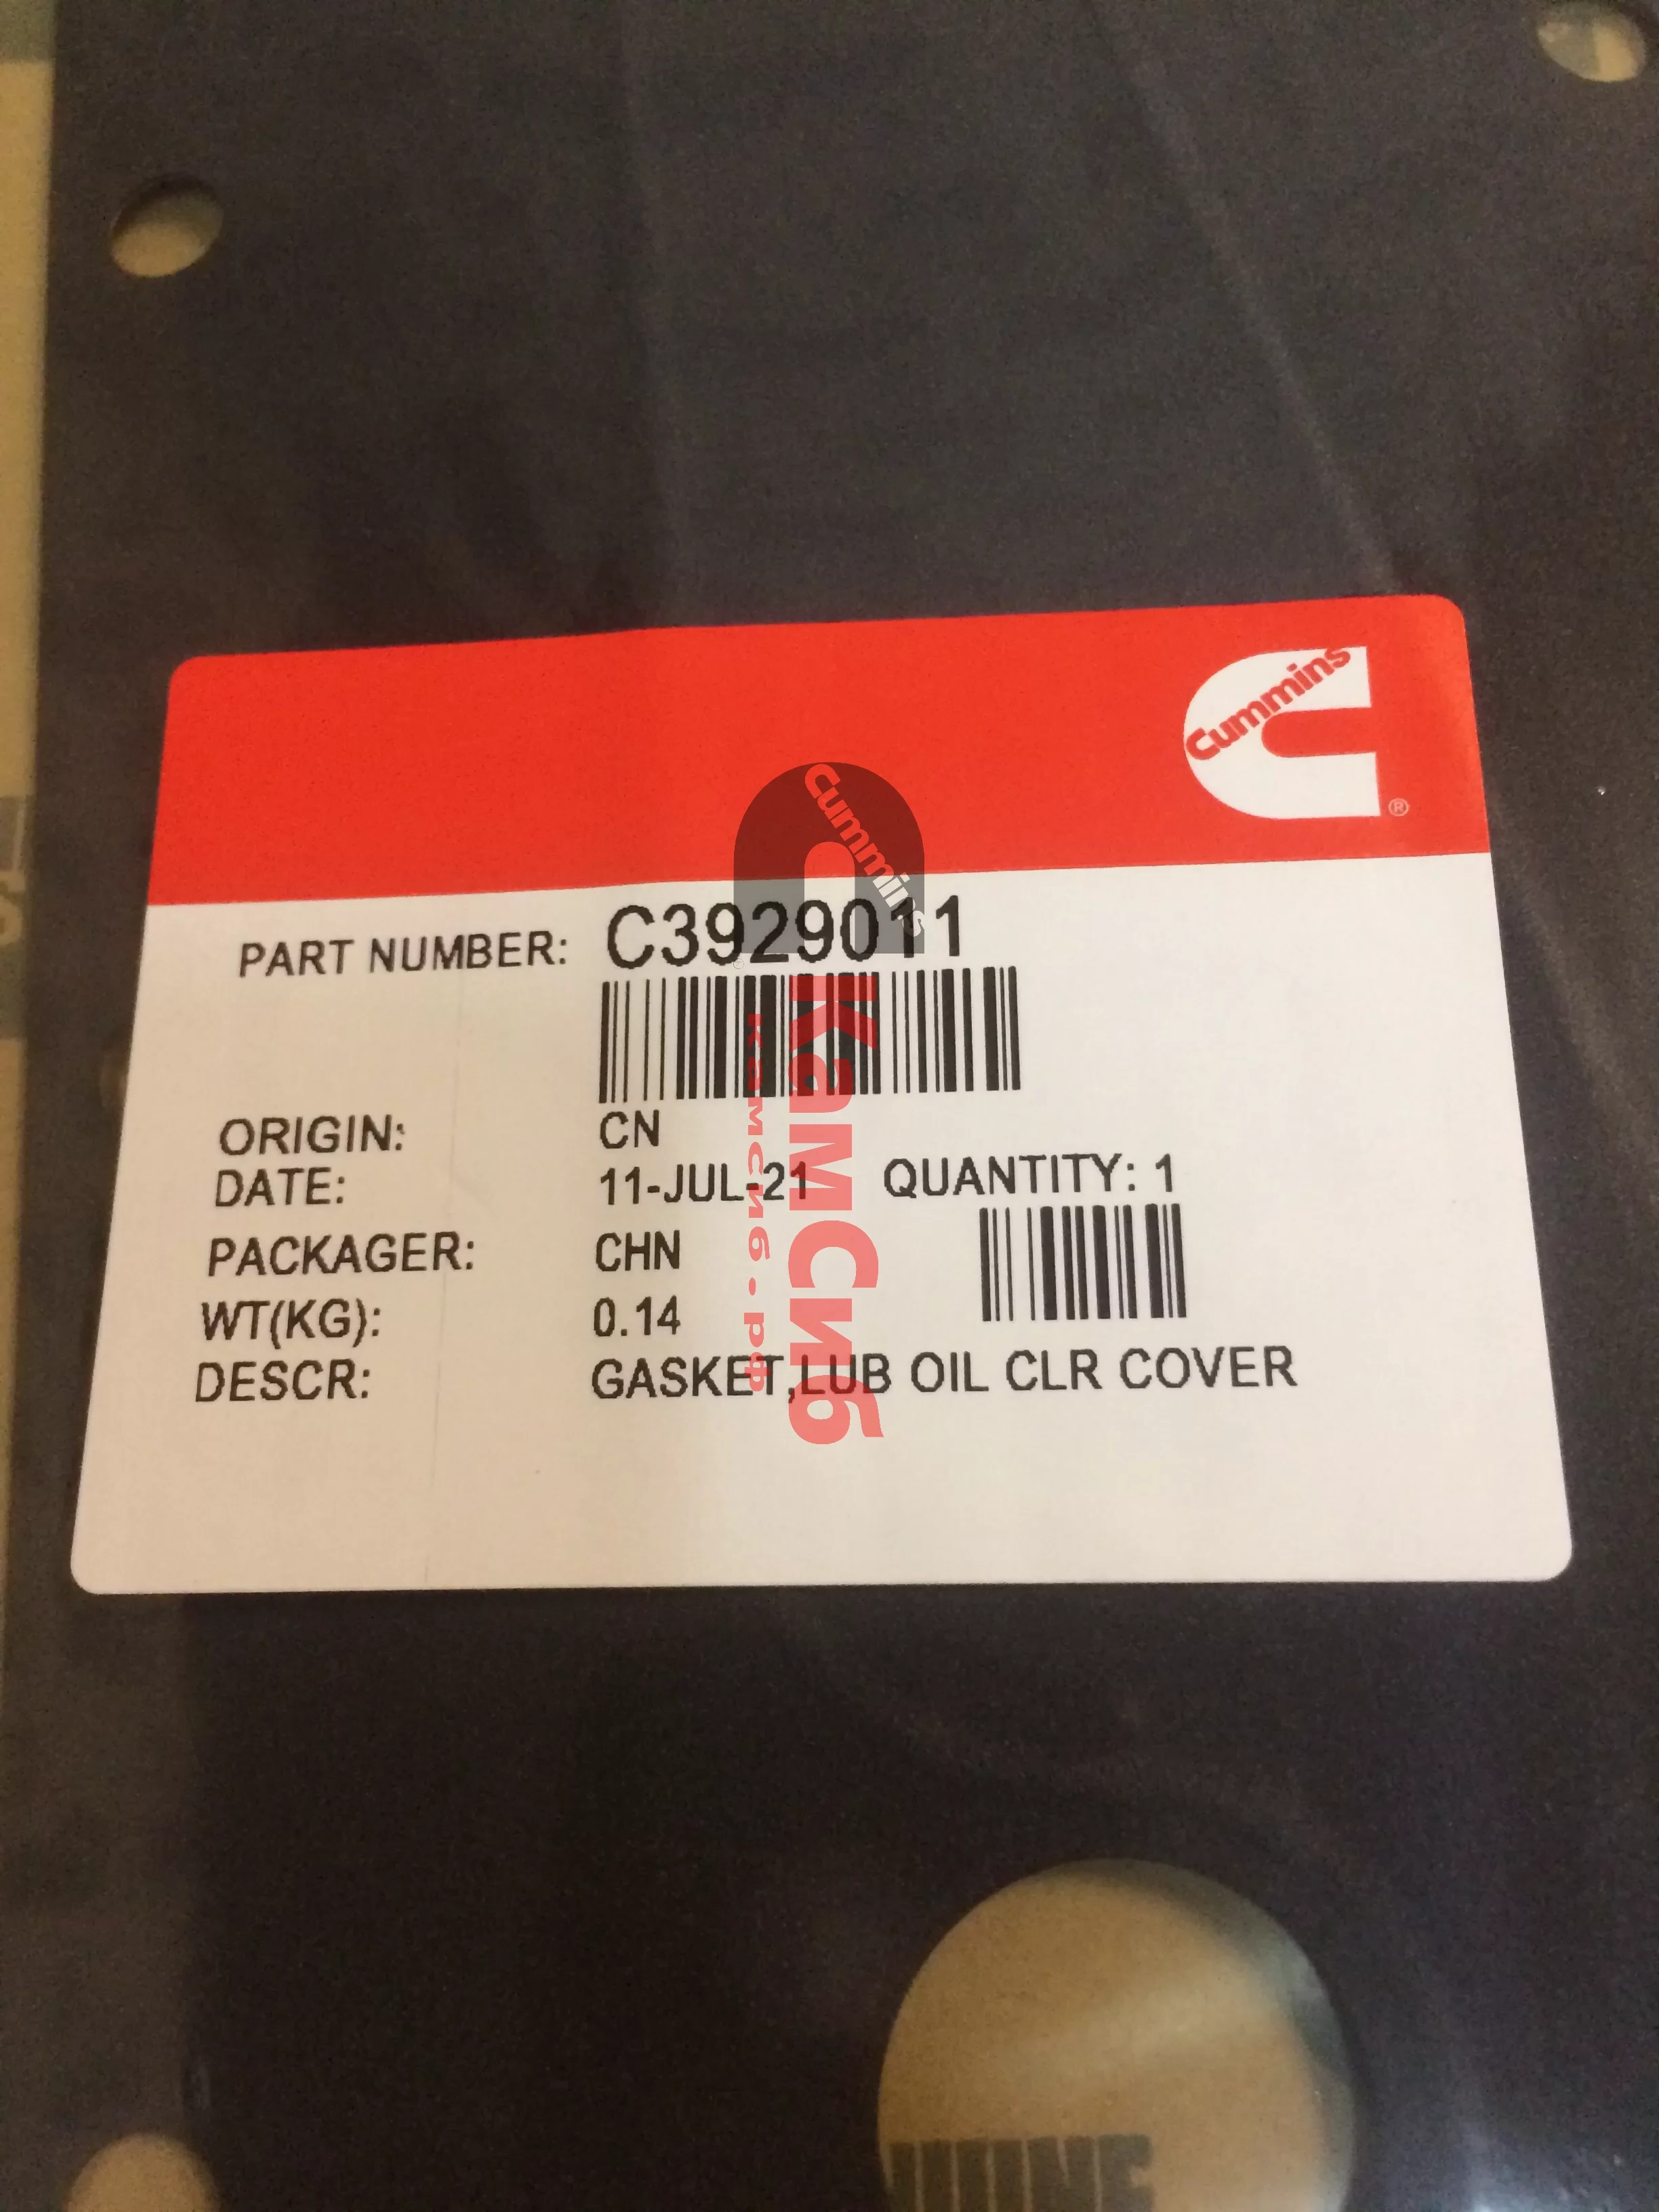 Cummins
®
Cummins
PART NUMBER: C3929011
КаМСиб
камсиб.рф
ORIGIN: CN
DATE: 11-JUL-21 QUANTITY: 1
PACKAGER: CHN
WT(KG): 0.14
DESCR: GASKET,LUB OIL CLR COVER